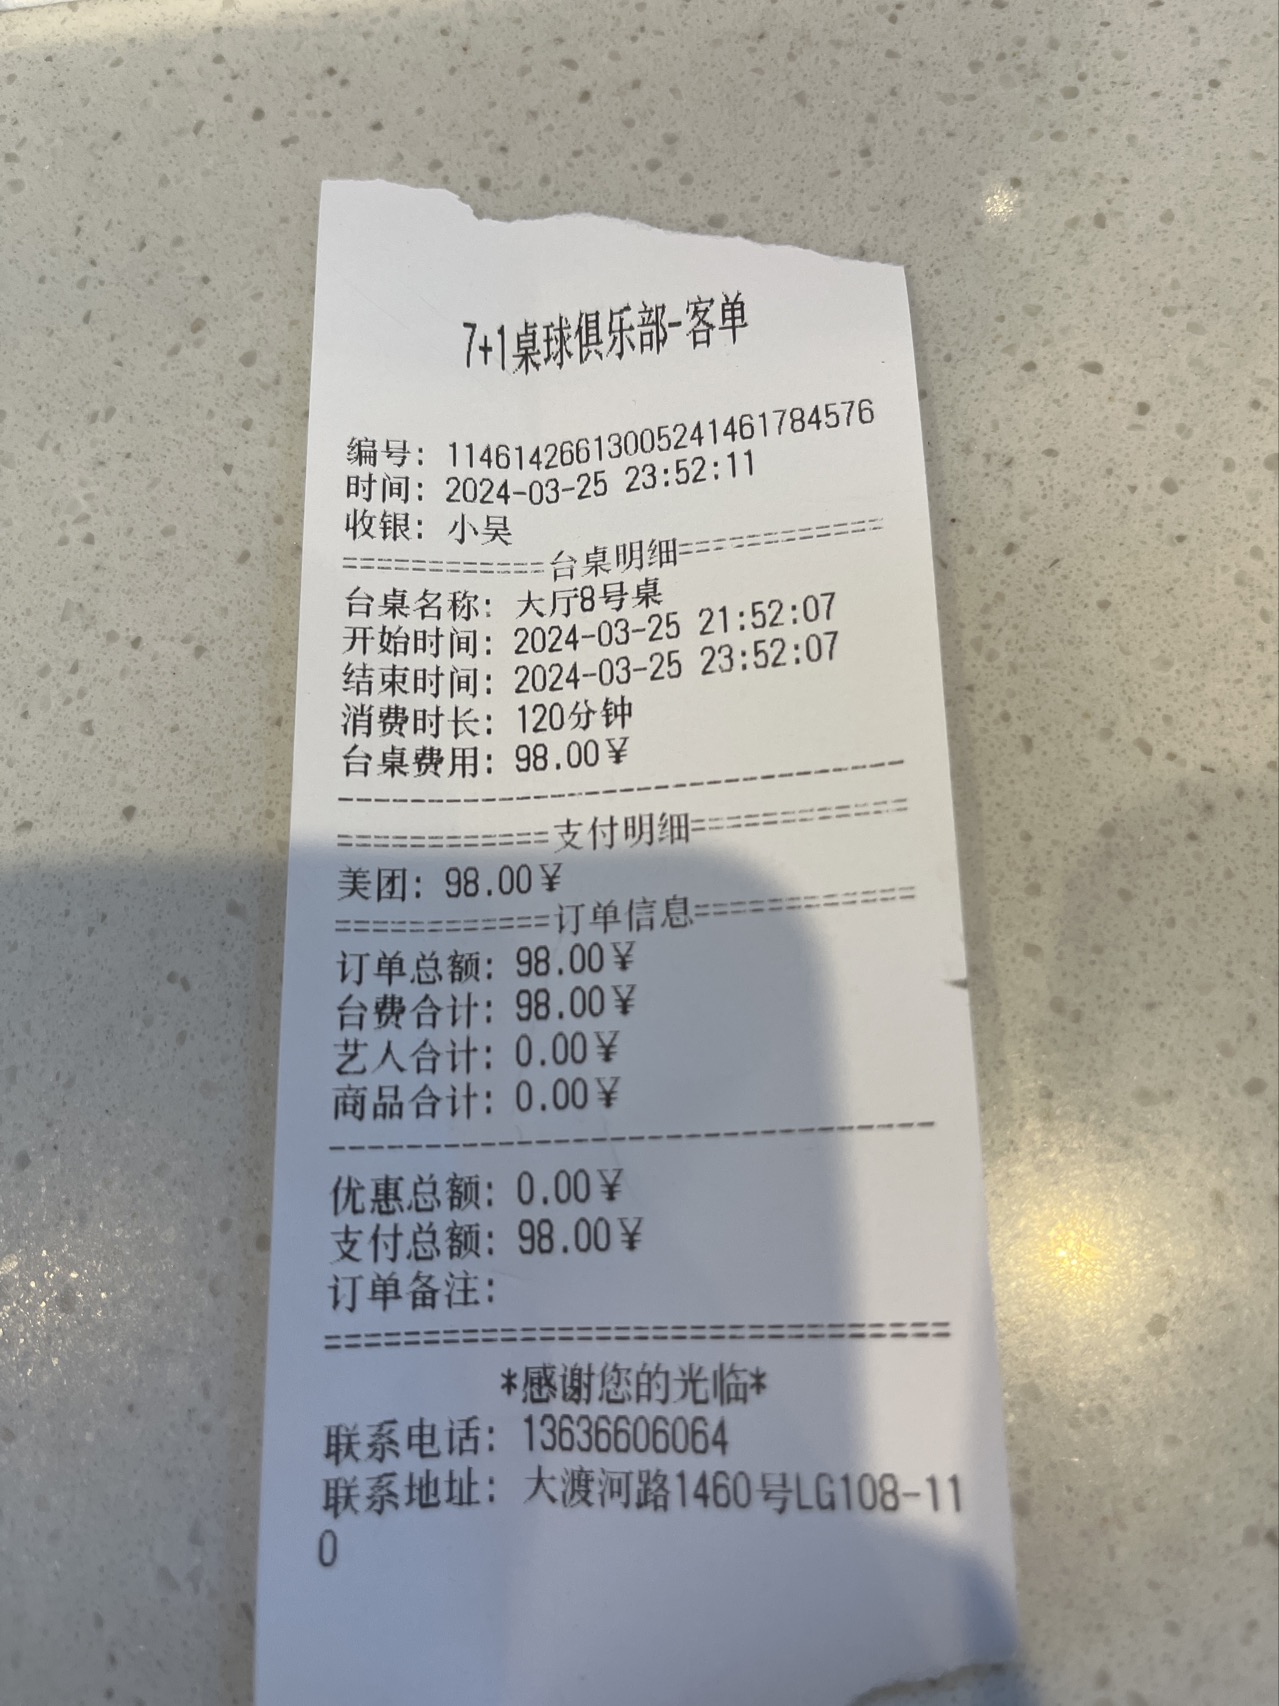 7+1桌球俱乐部-客单
编号: 11461426613005241461784576
时间: 2024-03-25 23:52:11
收银: 小吴
============台桌明细============
台桌名称: 大厅8号桌
开始时间: 2024-03-25 21:52:07
结束时间: 2024-03-25 23:52:07
消费时长: 120分钟
台桌费用: 98.00¥
--------------------------------
============支付明细============
美团: 98.00¥
============订单信息============
订单总额: 98.00¥
台费合计: 98.00¥
艺人合计: 0.00¥
商品合计: 0.00¥
--------------------------------
优惠总额: 0.00¥
支付总额: 98.00¥
订单备注:
================================
*感谢您的光临*
联系电话: 13636606064
联系地址: 大渡河路1460号LG108-11
0